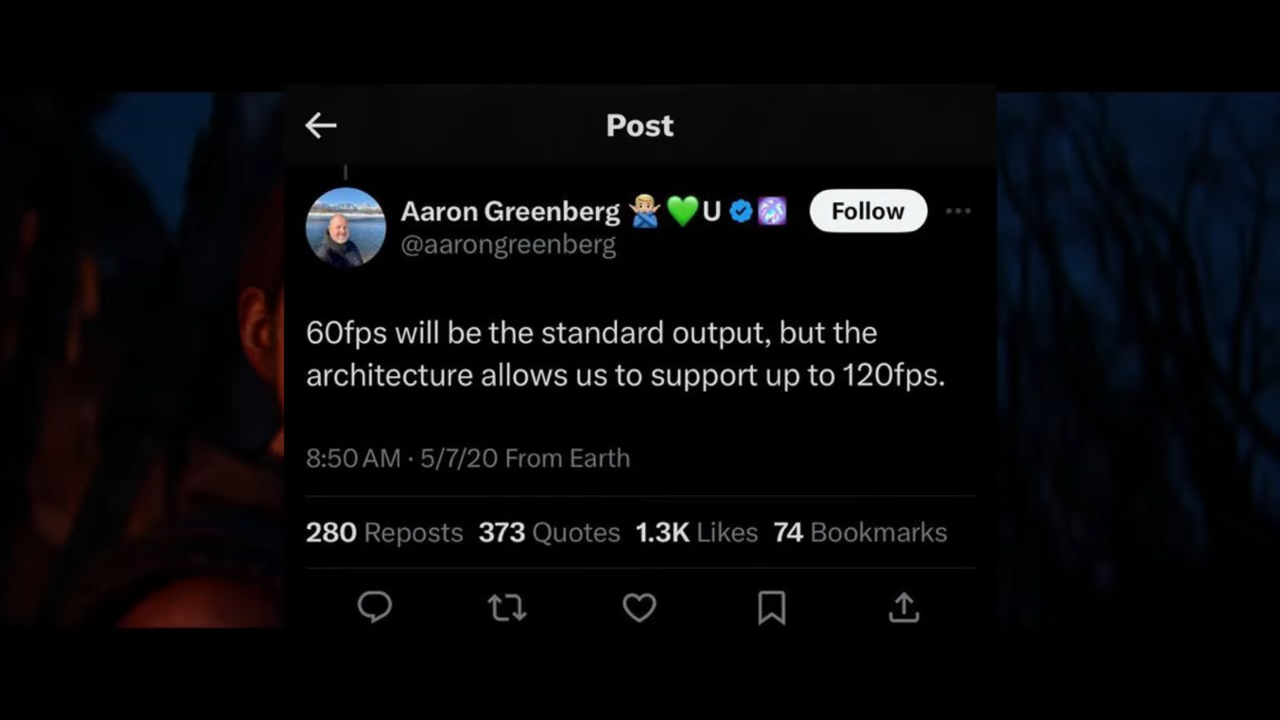 Post
Aaron Greenberg 🙅🏼‍♂️💚U
Follow
@aarongreenberg
60fps will be the standard output, but the
architecture allows us to support up to 120fps.
8:50 AM · 5/7/20 From Earth
280 Reposts 373 Quotes 1.3K Likes 74 Bookmarks